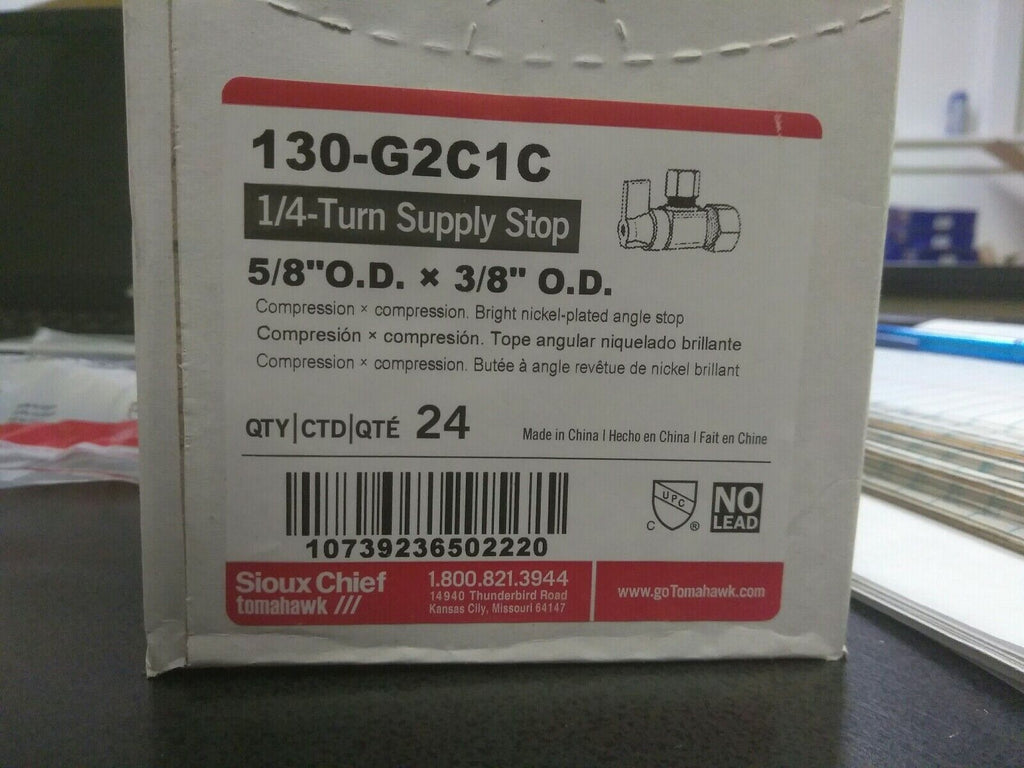 130-G2C1C
1/4-Turn Supply Stop
5/8"O.D. × 3/8" O.D.
Compression × compression. Bright nickel-plated angle stop
Compresión × compresión. Tope angular niquelado brillante
Compression × compression. Butée à angle revêtue de nickel brillant
QTY|CTD|QTÉ 24
Made in China | Hecho en China | Fait en Chine
10739236502220
C UPC ®
NO
LEAD
Sioux Chief
tomahawk ///
1.800.821.3944
14940 Thunderbird Road
Kansas City, Missouri 64147
www.goTomahawk.com